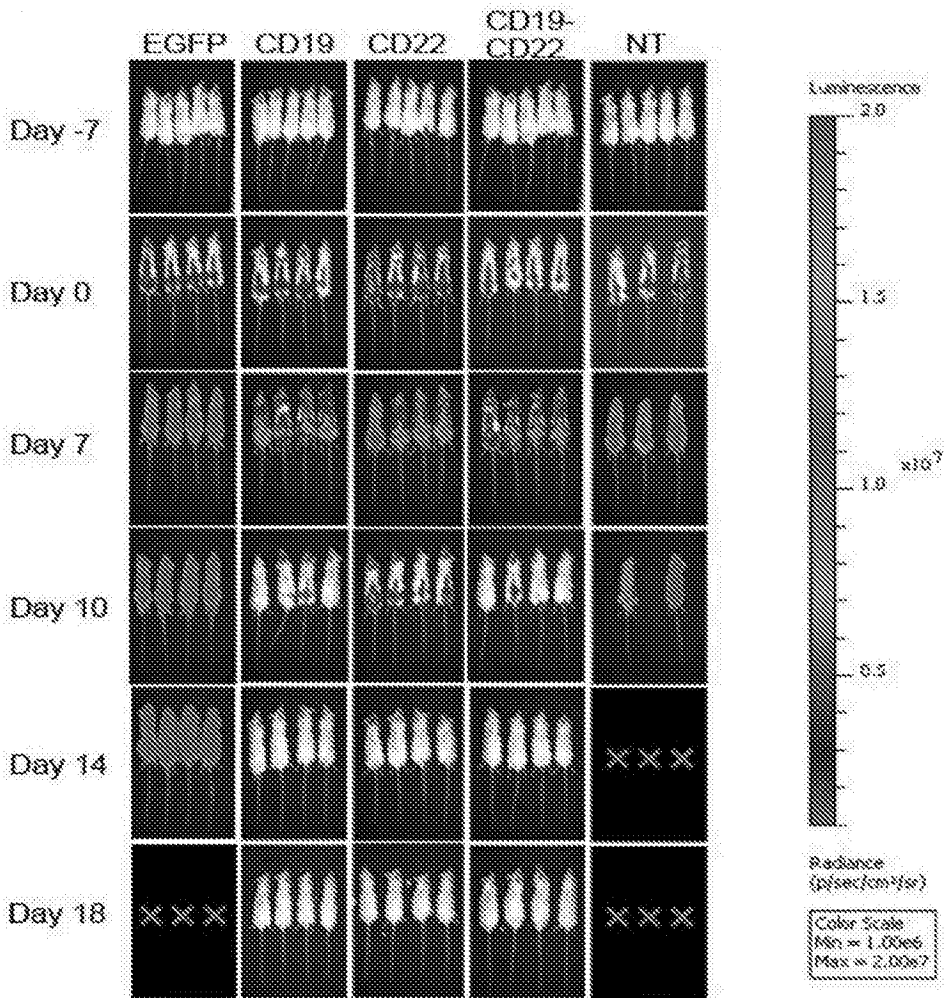 EGFP CD19 CD22 CD19-
CD22 NT
Day -7
Day 0
Day 7
Day 10
Day 14
× × ×
Day 18
× × × × × ×
Luminescence
2.0
1.5
×10⁷
1.0
0.5
Radiance
(p/sec/cm²/sr)
Color Scale
Min = 1.00e6
Max = 2.00e7